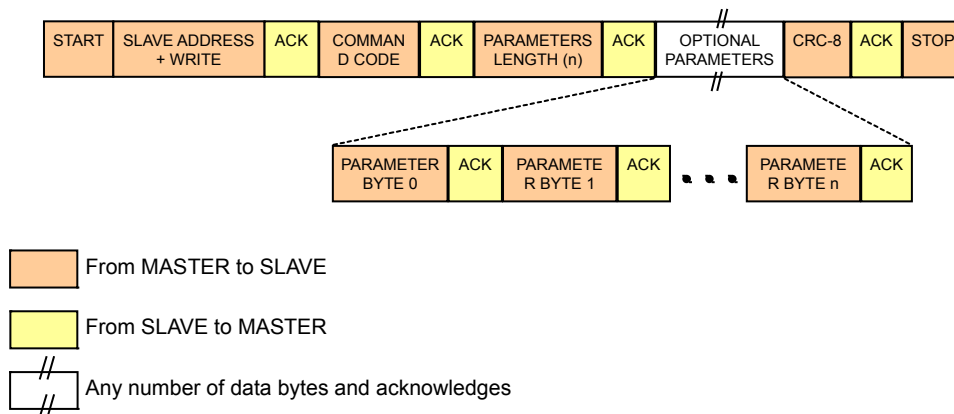 START
SLAVE ADDRESS
+ WRITE
ACK
COMMAN
D CODE
ACK
PARAMETERS
LENGTH (n)
ACK
OPTIONAL
PARAMETERS
CRC-8
ACK
STOP
PARAMETER
BYTE 0
ACK
PARAMETE
R BYTE 1
ACK
PARAMETE
R BYTE n
ACK
From MASTER to SLAVE
From SLAVE to MASTER
Any number of data bytes and acknowledges